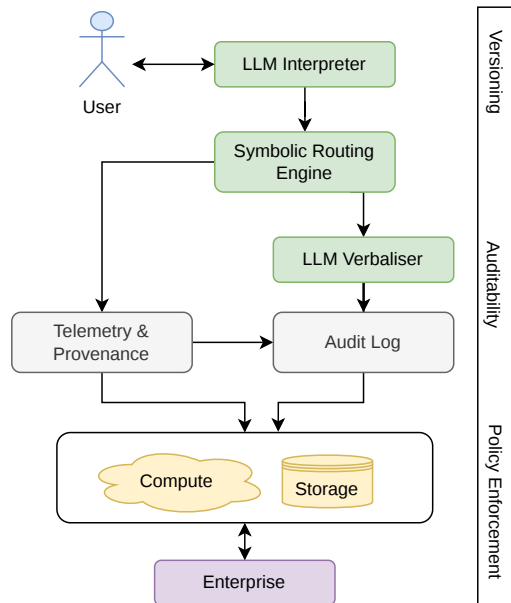 LLM Interpreter
User
Symbolic Routing
Engine
LLM Verbaliser
Telemetry &
Provenance
Audit Log
Compute
Storage
Enterprise
Versioning
Auditability
Policy Enforcement